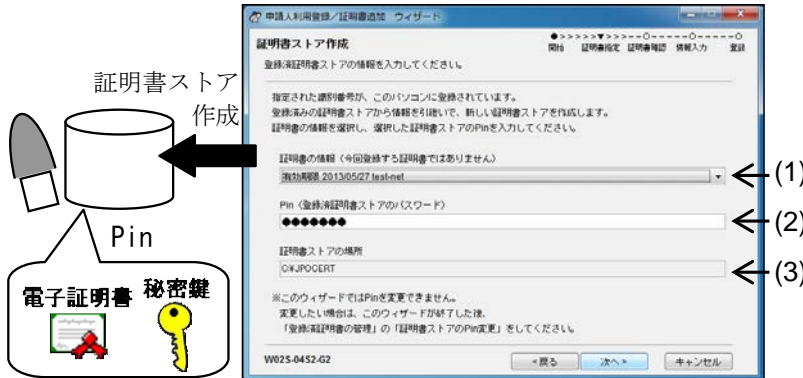 申請人利用登録/証明書追加 ウィザード
証明書ストア作成
登録済証明書ストアの情報を入力してください。
開始 証明書指定 証明書確認 情報入力 登録
指定された識別番号が、このパソコンに登録されています。
登録済みの証明書ストアから情報を引継いで、新しい証明書ストアを作成します。
証明書の情報を選択し、選択した証明書ストアのPinを入力してください。
証明書の情報(今回登録する証明書ではありません)
有効期限 2013/05/27 test-net
(1)
Pin(登録済証明書ストアのパスワード)
●●●●●●●
(2)
証明書ストアの場所
C:¥JPOCERT
(3)
※このウィザードではPinを変更できません。
変更したい場合は、このウィザードが終了した後、
「登録済証明書の管理」の「証明書ストアのPin変更」をしてください。
W02S-04S2-G2
<戻る 次へ> キャンセル
証明書ストア
作成
Pin
電子証明書 秘密鍵